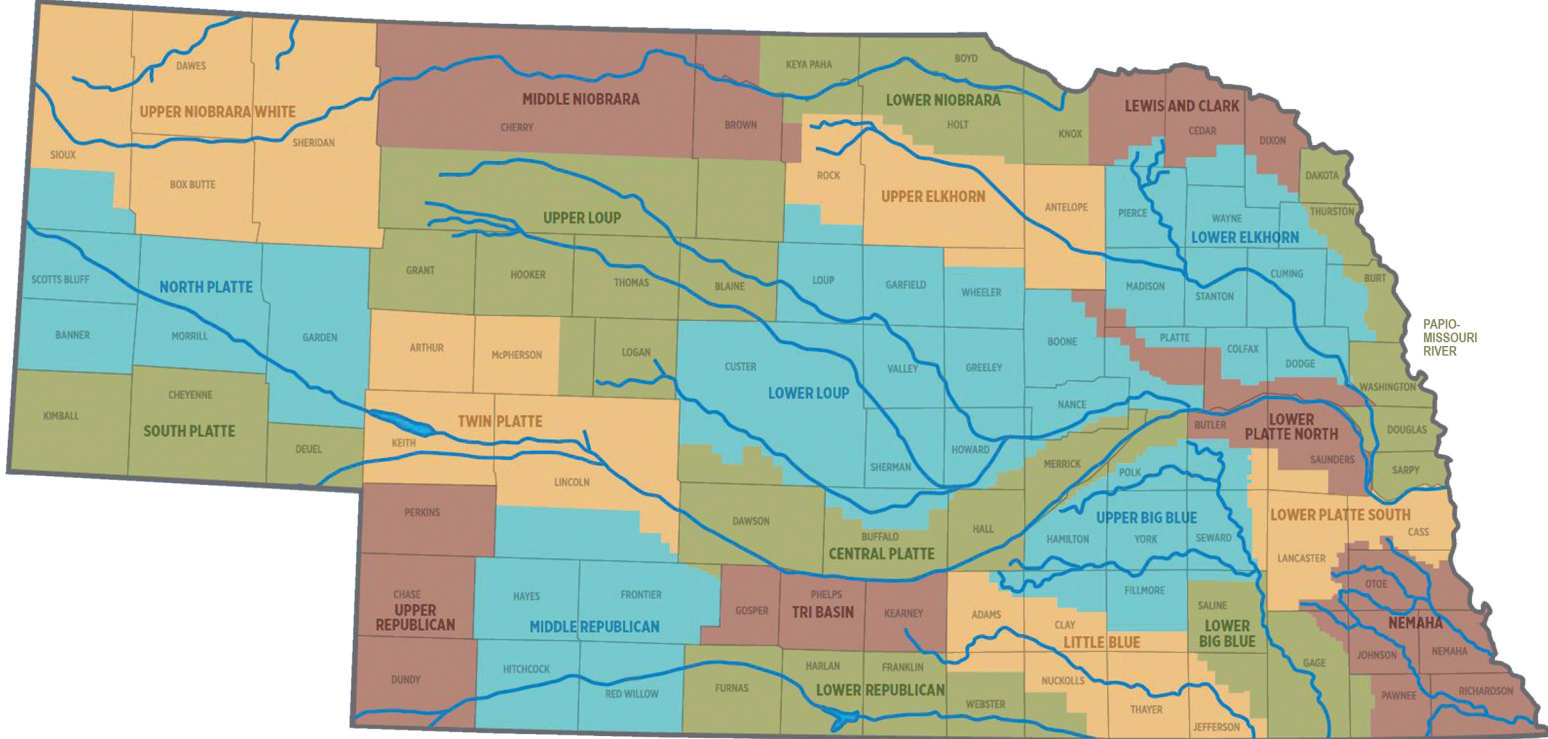 DAWES
KEYA PAHA
BOYD
UPPER NIOBRARA WHITE
MIDDLE NIOBRARA
LOWER NIOBRARA
LEWIS AND CLARK
CHERRY
BROWN
HOLT
KNOX
CEDAR
DIXON
SIOUX
SHERIDAN
BOX BUTTE
ROCK
UPPER ELKHORN
ANTELOPE
PIERCE
WAYNE
DAKOTA
THURSTON
UPPER LOUP
LOWER ELKHORN
SCOTTS BLUFF
NORTH PLATTE
GRANT
HOOKER
THOMAS
BLAINE
LOUP
GARFIELD
WHEELER
MADISON
STANTON
CUMING
BURT
BANNER
MORRILL
GARDEN
ARTHUR
McPHERSON
LOGAN
CUSTER
VALLEY
GREELEY
BOONE
PLATTE
COLFAX
DODGE
PAPIO-
MISSOURI
RIVER
WASHINGTON
KIMBALL
CHEYENNE
SOUTH PLATTE
DEUEL
KEITH
TWIN PLATTE
LINCOLN
LOWER LOUP
SHERMAN
HOWARD
NANCE
MERRICK
POLK
BUTLER
LOWER
PLATTE NORTH
SAUNDERS
DOUGLAS
SARPY
PERKINS
DAWSON
BUFFALO
CENTRAL PLATTE
HALL
UPPER BIG BLUE
HAMILTON
YORK
SEWARD
LOWER PLATTE SOUTH
CASS
LANCASTER
OTOE
CHASE
UPPER
REPUBLICAN
HAYES
FRONTIER
MIDDLE REPUBLICAN
GOSPER
PHELPS
TRI BASIN
KEARNEY
ADAMS
CLAY
LITTLE BLUE
FILLMORE
SALINE
LOWER
BIG BLUE
NEMAHA
GAGE
JOHNSON
NEMAHA
DUNDY
HITCHCOCK
RED WILLOW
FURNAS
HARLAN
FRANKLIN
LOWER REPUBLICAN
WEBSTER
NUCKOLLS
THAYER
JEFFERSON
PAWNEE
RICHARDSON